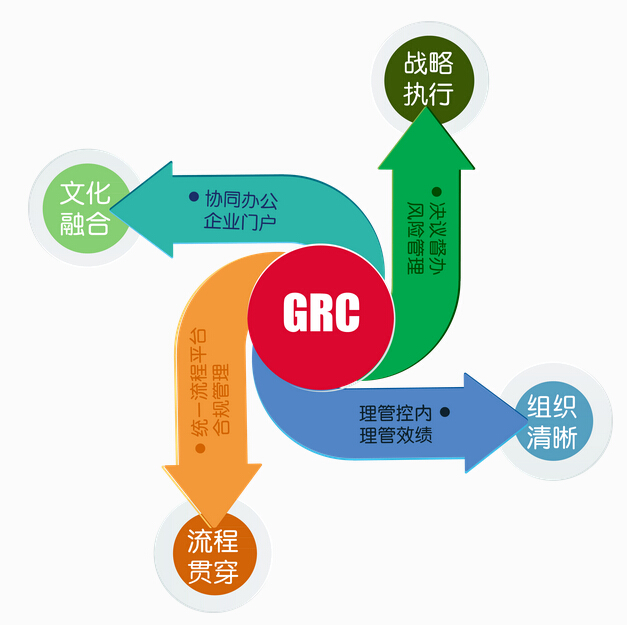 战略
执行
文化
融合
● 协同办公
企业门户
● 决议督办
风险管理
GRC
● 统一流程平台
合规管理
理管控内 ●
理管效绩
组织
清晰
流程
贯穿